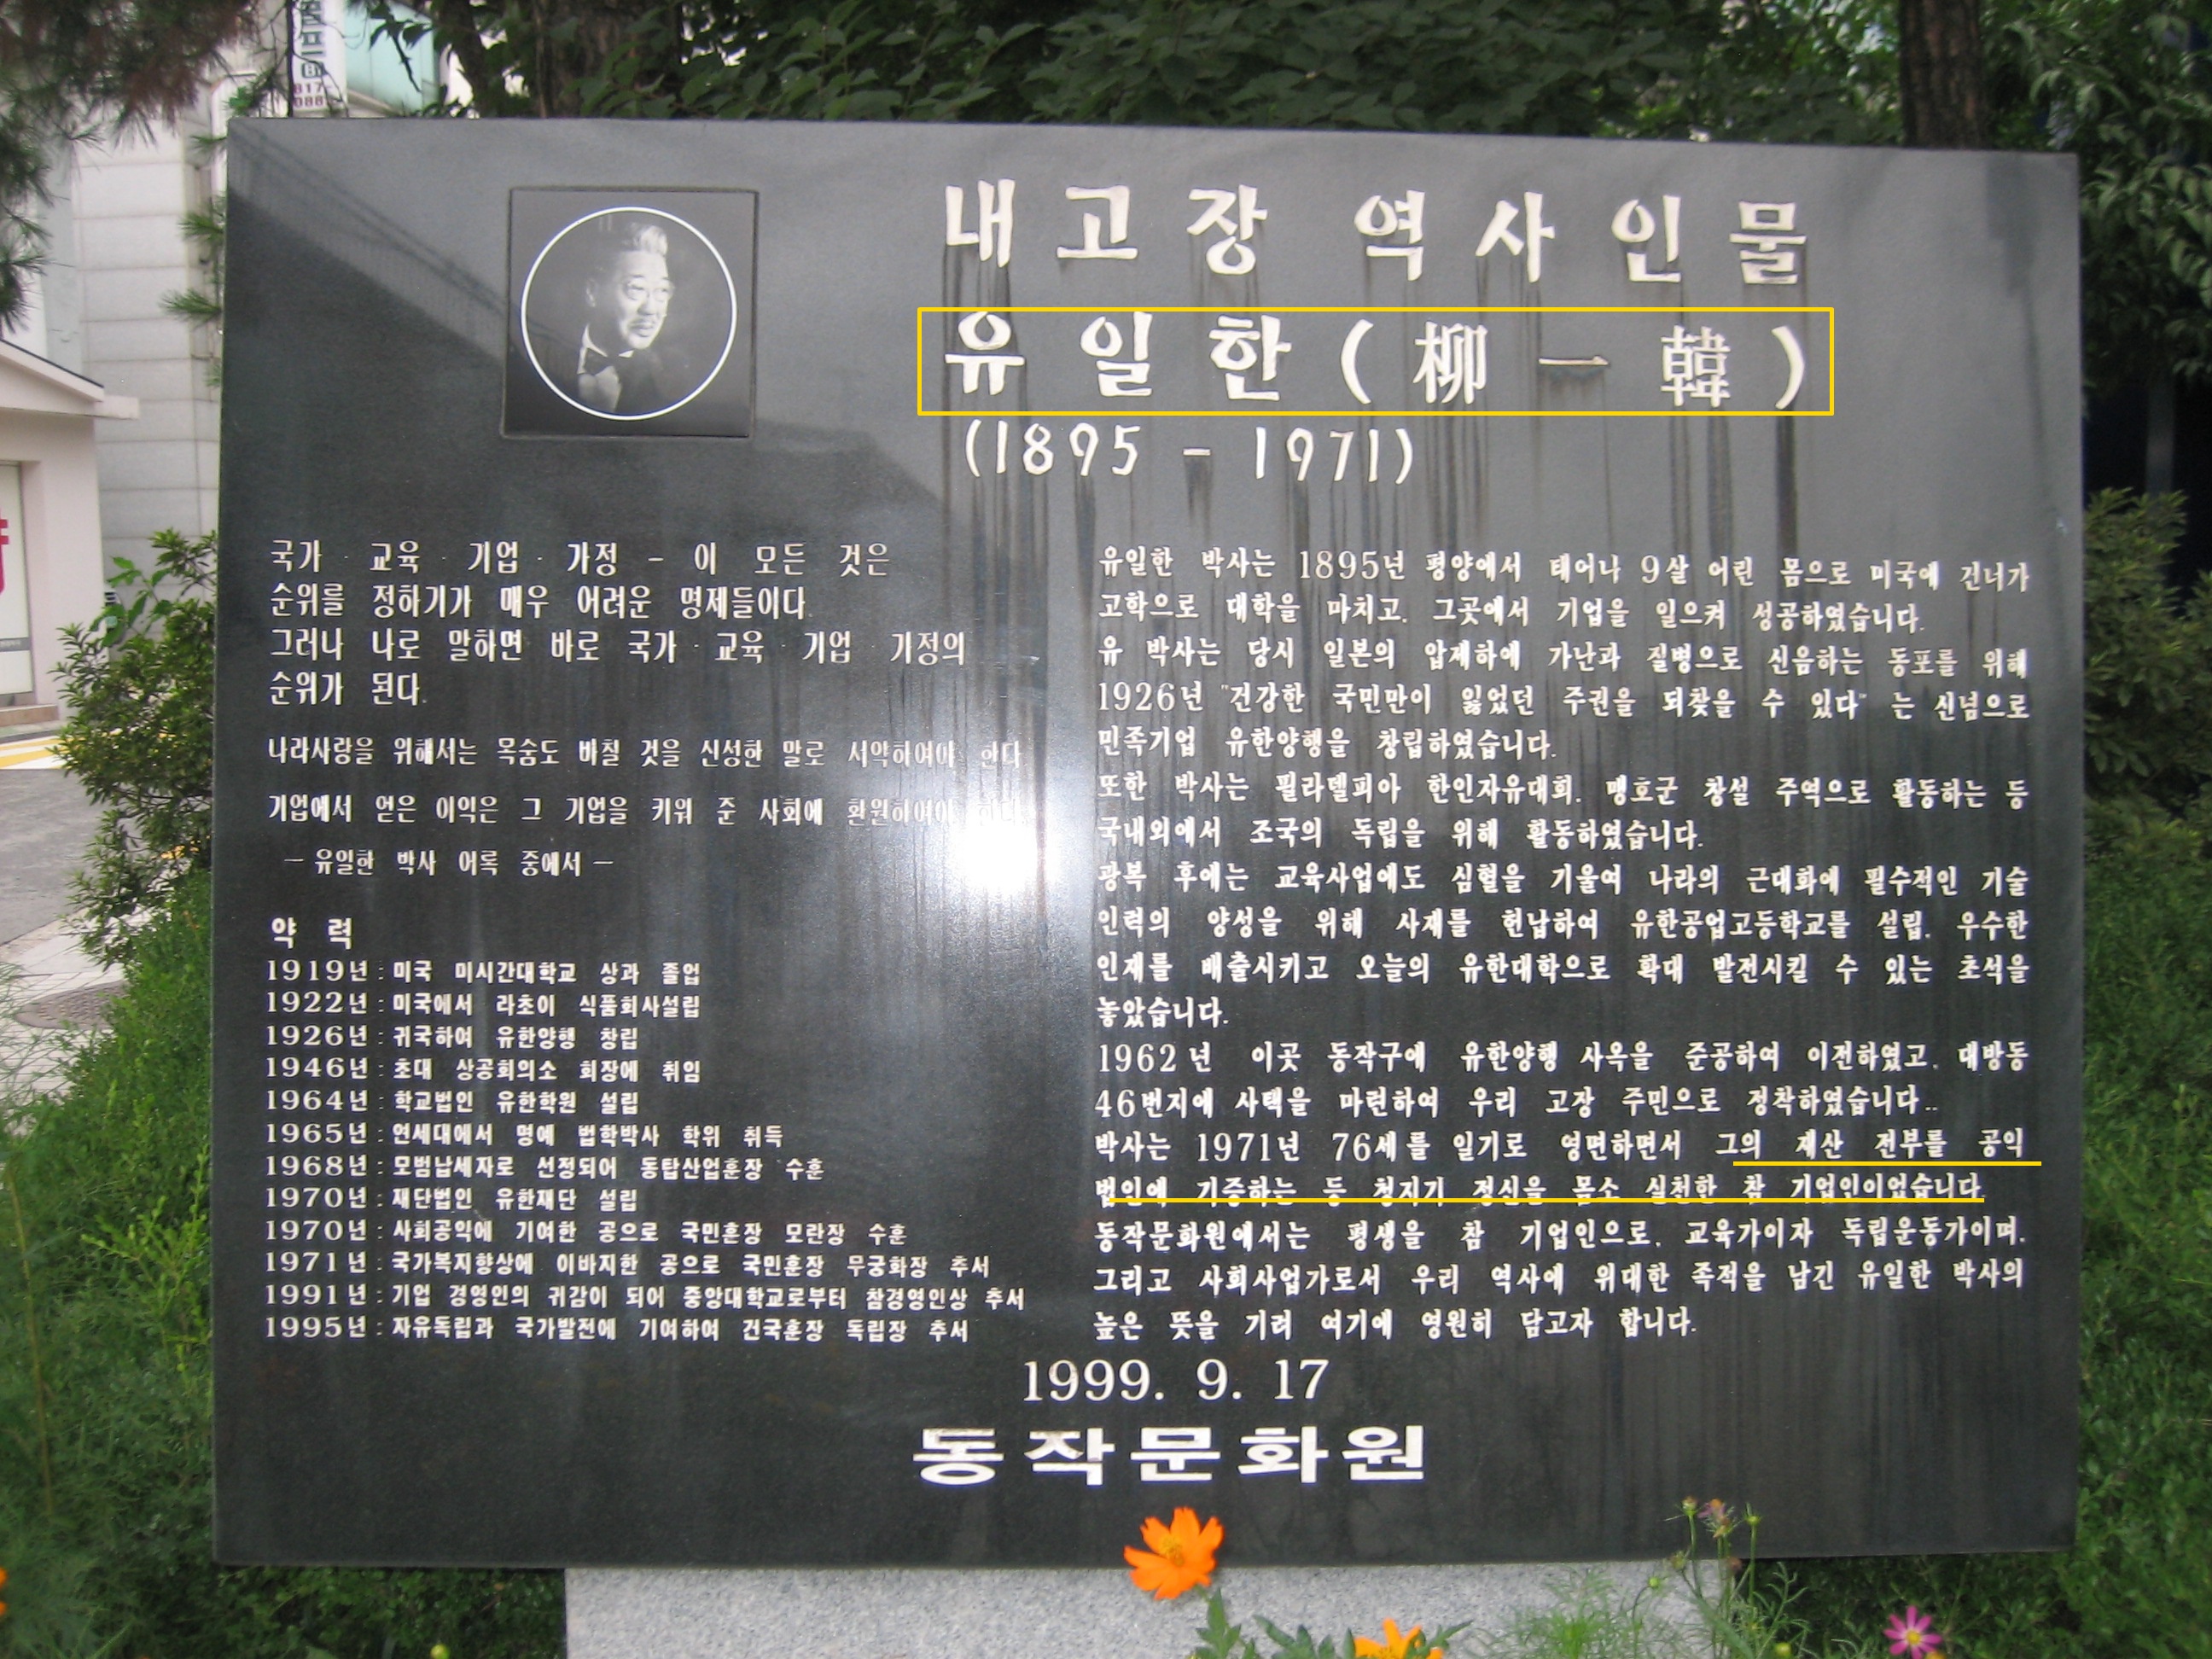 817
088
내고장 역사인물
유일한(柳一韓)
(1895 - 1971)
국가 · 교육 · 기업 · 가정 - 이 모든 것은
순위를 정하기가 매우 어려운 명제들이다.
그러나 나로 말하면 바로 국가 · 교육 · 기업 · 가정의
순위가 된다.
나라사랑을 위해서는 목숨도 바칠 것을 신성한 말로 서약하여야 한다
기업에서 얻은 이익은 그 기업을 키워 준 사회에 환원하여야 한다
- 유일한 박사 어록 중에서 -
약 력
1919년 : 미국 미시간대학교 상과 졸업
1922년 : 미국에서 라초이 식품회사설립
1926년 : 귀국하여 유한양행 창립
1946년 : 초대 상공회의소 회장에 취임
1964년 : 학교법인 유한학원 설립
1965년 : 연세대에서 명예 법학박사 학위 취득
1968년 : 모범납세자로 선정되어 동탑산업훈장 수훈
1970년 : 재단법인 유한재단 설립
1970년 : 사회공익에 기여한 공으로 국민훈장 모란장 수훈
1971년 : 국가복지향상에 이바지한 공으로 국민훈장 무궁화장 추서
1991년 : 기업 경영인의 귀감이 되어 중앙대학교로부터 참경영인상 추서
1995년 : 자유독립과 국가발전에 기여하여 건국훈장 독립장 추서
유일한 박사는 1895년 평양에서 태어나 9살 어린 몸으로 미국에 건너가
고학으로 대학을 마치고, 그곳에서 기업을 일으켜 성공하였습니다.
유 박사는 당시 일본의 압제하에 가난과 질병으로 신음하는 동포를 위해
1926년 "건강한 국민만이 잃었던 주권을 되찾을 수 있다" 는 신념으로
민족기업 유한양행을 창립하였습니다.
또한 박사는 필라델피아 한인자유대회, 맹호군 창설 주역으로 활동하는 등
국내외에서 조국의 독립을 위해 활동하였습니다.
광복 후에는 교육사업에도 심혈을 기울여 나라의 근대화에 필수적인 기술
인력의 양성을 위해 사재를 헌납하여 유한공업고등학교를 설립, 우수한
인재를 배출시키고 오늘의 유한대학으로 확대 발전시킬 수 있는 초석을
놓았습니다.
1962년 이곳 동작구에 유한양행 사옥을 준공하여 이전하였고, 대방동
46번지에 사택을 마련하여 우리 고장 주민으로 정착하였습니다..
박사는 1971년 76세를 일기로 영면하면서 그의 재산 전부를 공익
법인에 기증하는 등 청지기 정신을 몸소 실천한 참 기업인이었습니다.
동작문화원에서는 평생을 참 기업인으로, 교육가이자 독립운동가이며,
그리고 사회사업가로서 우리 역사에 위대한 족적을 남긴 유일한 박사의
높은 뜻을 기려 여기에 영원히 담고자 합니다.
1999. 9. 17
동작문화원